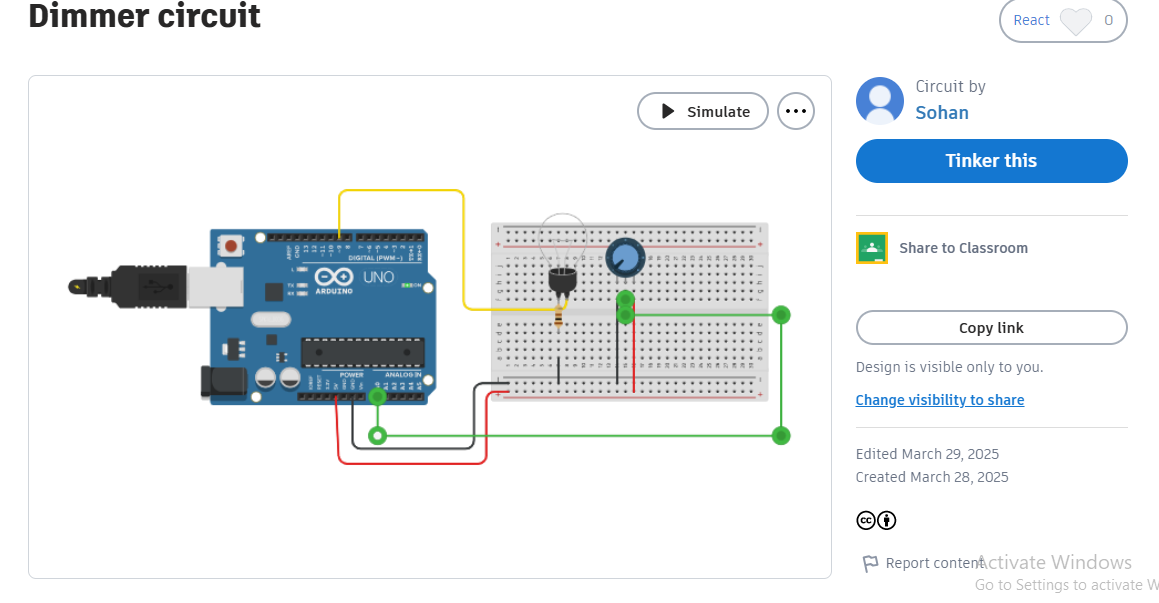 Dimmer circuit
React 0
Simulate
Circuit by
Sohan
Tinker this
Share to Classroom
Copy link
Design is visible only to you.
Change visibility to share
Edited March 29, 2025
Created March 28, 2025
cc
Report content
Activate Windows
Go to Settings to activate W
DIGITAL (PWM~)
UNO
ARDUINO
POWER
ANALOG IN